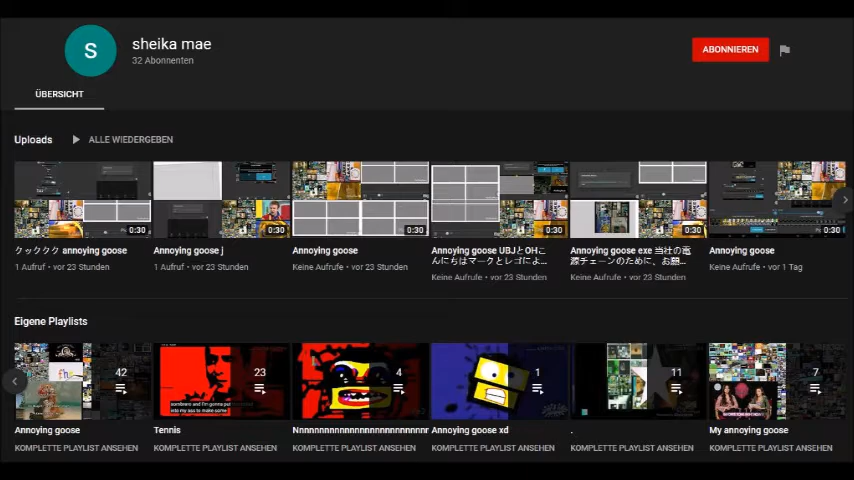 S
sheika mae
32 Abonnenten
ABONNIEREN
ÜBERSICHT
Uploads
ALLE WIEDERGEBEN
0:30
0:30
0:30
0:30
0:30
0:30
クックククク annoying goose
Annoying goose j
Annoying goose
Annoying goose UBJとOHこ
んにちはマークとレゴによ...
Annoying goose exe 当社の電
源チェーンのために、お願...
Annoying goose
1 Aufruf • vor 23 Stunden
1 Aufruf • vor 23 Stunden
Keine Aufrufe • vor 23 Stunden
Keine Aufrufe • vor 23 Stunden
Keine Aufrufe • vor 23 Stunden
Keine Aufrufe • vor 1 Tag
Eigene Playlists
42
23
4
1
11
7
Annoying goose
Tennis
Annoying goose xd
.
My annoying goose
KOMPLETTE PLAYLIST ANSEHEN
KOMPLETTE PLAYLIST ANSEHEN
KOMPLETTE PLAYLIST ANSEHEN
KOMPLETTE PLAYLIST ANSEHEN
KOMPLETTE PLAYLIST ANSEHEN
KOMPLETTE PLAYLIST ANSEHEN